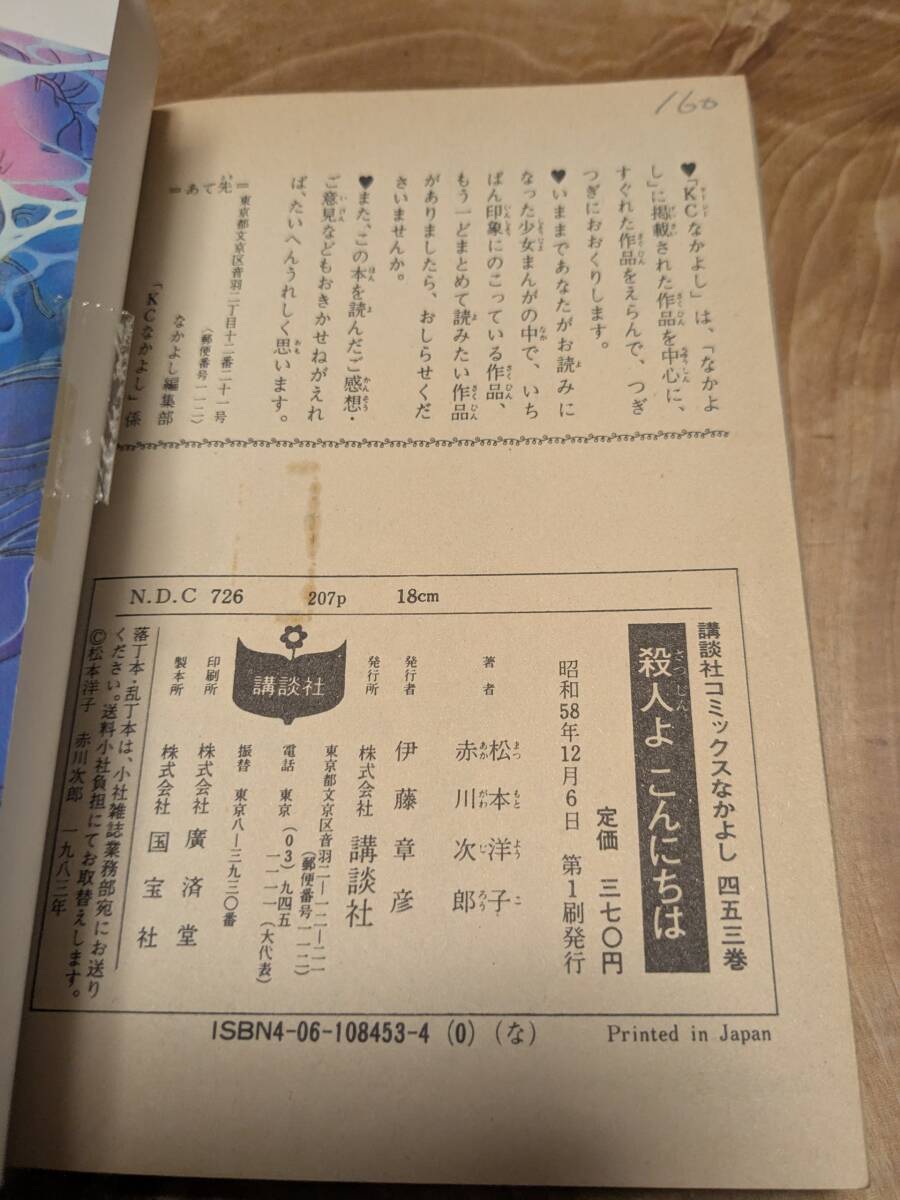 160
♥「KCなかよし」は、「なかよ
し」に掲載された作品を中心に、
すぐれた作品をえらんで、つぎ
つぎにおおくりします。
♥いままであなたがお読みに
なった少女まんがの中で、いち
ばん印象にのこっている作品、
もう一どまとめて読みたい作品
がありましたら、おしらせくだ
さいませんか。
♥また、この本を読んだご感想・
ご意見などもおきかせねがえれ
ば、たいへんうれしく思います。
=あて先=
東京都文京区音羽二丁目十二番二十一号
(郵便番号一一二)
なかよし編集部
「KCなかよし」係
N.D.C 726 207p 18cm
講談社コミックスなかよし 四五三巻
殺人よ こんにちは
定価 三七〇円
昭和58年12月6日 第1刷発行
著者 松本洋子
赤川次郎
発行者 伊藤章彦
発行所 株式会社 講談社
東京都文京区音羽二―一二―二一
(郵便番号一一二)
電話 東京(03)九四五
―一一一一(大代表)
振替 東京八―三九三〇番
講談社
印刷所 株式会社 廣済堂
製本所 株式会社 国宝社
落丁本・乱丁本は、小社雑誌業務部宛にお送り
ください。送料小社負担にてお取替えします。
©松本洋子 赤川次郎 一九八三年
ISBN4-06-108453-4 (0) (な)
Printed in Japan